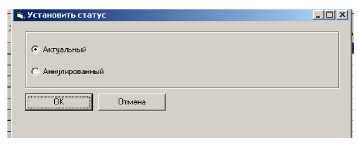 Установить статус
Актуальный
Аннулированный
OK
Отмена